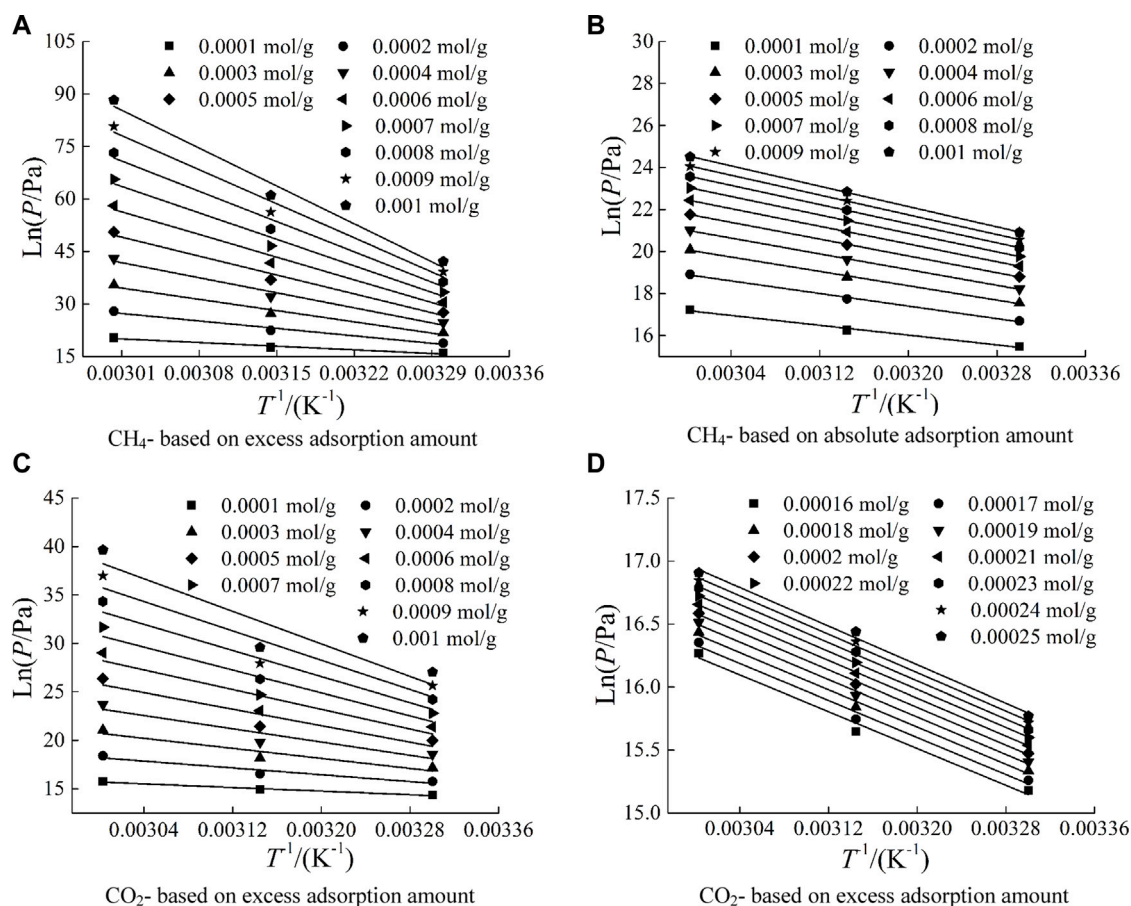 A
105
90
75
60
45
30
15
Ln(P/Pa)
0.0001 mol/g
0.0002 mol/g
0.0003 mol/g
0.0004 mol/g
0.0005 mol/g
0.0006 mol/g
0.0007 mol/g
0.0008 mol/g
0.0009 mol/g
0.001 mol/g
0.00301 0.00308 0.00315 0.00322 0.00329 0.00336
T¹/(K⁻¹)
CH₄- based on excess adsorption amount
B
30
28
26
24
22
20
18
16
Ln(P/Pa)
0.0001 mol/g
0.0002 mol/g
0.0003 mol/g
0.0004 mol/g
0.0005 mol/g
0.0006 mol/g
0.0007 mol/g
0.0008 mol/g
0.0009 mol/g
0.001 mol/g
0.00304 0.00312 0.00320 0.00328 0.00336
T¹/(K⁻¹)
CH₄- based on absolute adsorption amount
C
45
40
35
30
25
20
15
Ln(P/Pa)
0.0001 mol/g
0.0002 mol/g
0.0003 mol/g
0.0004 mol/g
0.0005 mol/g
0.0006 mol/g
0.0007 mol/g
0.0008 mol/g
0.0009 mol/g
0.001 mol/g
0.00304 0.00312 0.00320 0.00328 0.00336
T¹/(K⁻¹)
CO₂- based on excess adsorption amount
D
17.5
17.0
16.5
16.0
15.5
15.0
Ln(P/Pa)
0.00016 mol/g
0.00017 mol/g
0.00018 mol/g
0.00019 mol/g
0.0002 mol/g
0.00021 mol/g
0.00022 mol/g
0.00023 mol/g
0.00024 mol/g
0.00025 mol/g
0.00304 0.00312 0.00320 0.00328 0.00336
T¹/(K⁻¹)
CO₂- based on excess adsorption amount